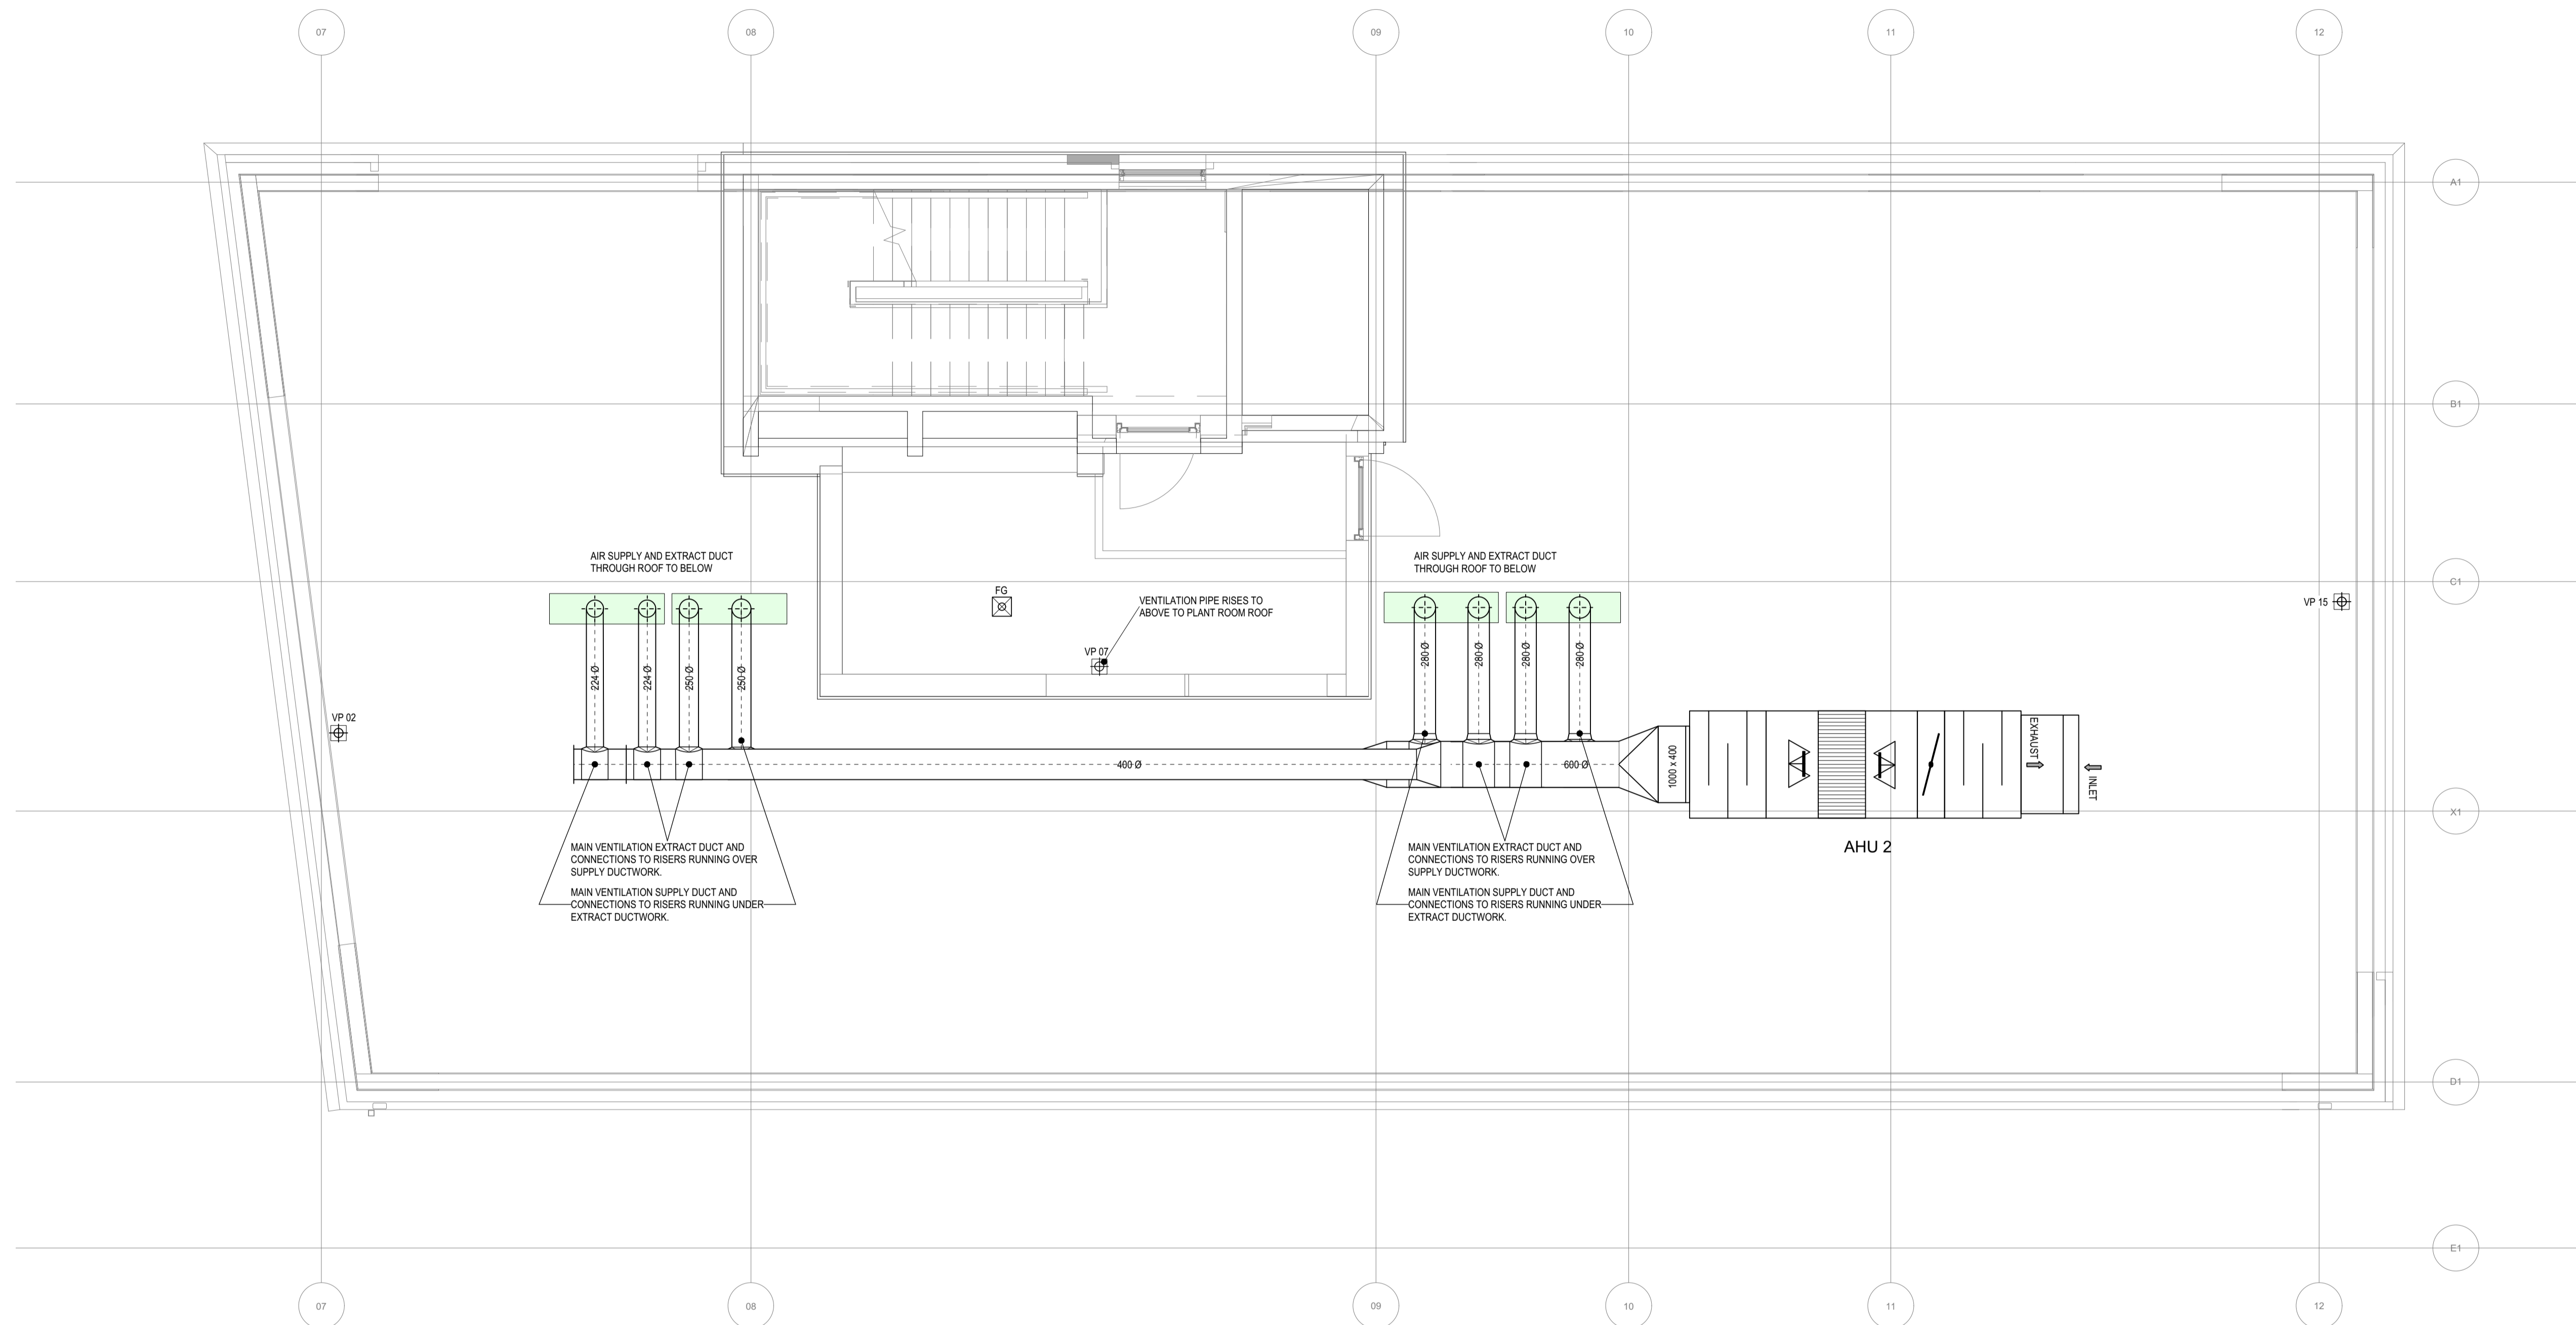 07
08
09
10
11
12
A1
B1
C1
X1
D1
E1
AIR SUPPLY AND EXTRACT DUCT
THROUGH ROOF TO BELOW
AIR SUPPLY AND EXTRACT DUCT
THROUGH ROOF TO BELOW
FG
VENTILATION PIPE RISES TO
ABOVE TO PLANT ROOM ROOF
VP 15
VP 07
224 Ø
224 Ø
250 Ø
250 Ø
280 Ø
280 Ø
280 Ø
280 Ø
VP 02
400 Ø
600 Ø
1000 x 400
EXHAUST
INLET
AHU 2
MAIN VENTILATION EXTRACT DUCT AND
CONNECTIONS TO RISERS RUNNING OVER
SUPPLY DUCTWORK.
MAIN VENTILATION SUPPLY DUCT AND
CONNECTIONS TO RISERS RUNNING UNDER
EXTRACT DUCTWORK.
MAIN VENTILATION EXTRACT DUCT AND
CONNECTIONS TO RISERS RUNNING OVER
SUPPLY DUCTWORK.
MAIN VENTILATION SUPPLY DUCT AND
CONNECTIONS TO RISERS RUNNING UNDER
EXTRACT DUCTWORK.
07
08
09
10
11
12